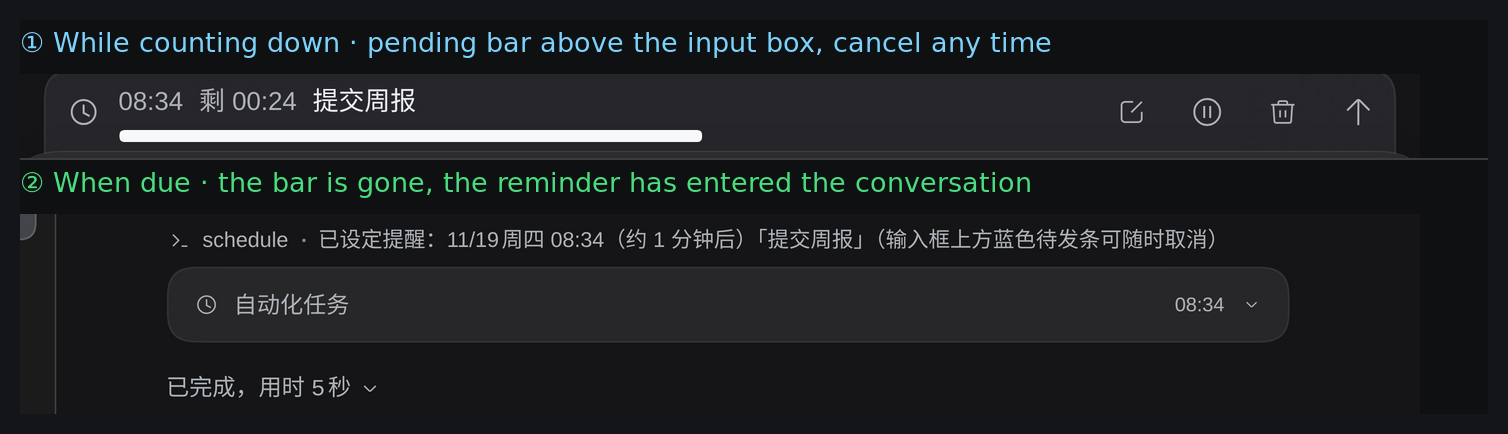 ① While counting down · pending bar above the input box, cancel any time
08:34 剩 00:24 提交周报
② When due · the bar is gone, the reminder has entered the conversation
schedule · 已设定提醒：11/19周四 08:34（约 1 分钟后）「提交周报」（输入框上方蓝色待发条可随时取消）
自动化任务 08:34
已完成，用时 5秒